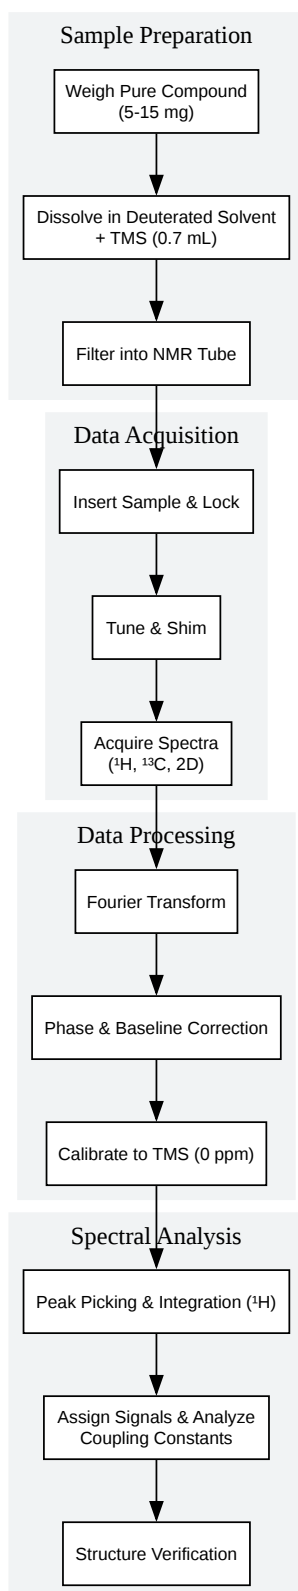 Sample Preparation
Weigh Pure Compound
(5-15 mg)
Dissolve in Deuterated Solvent
+ TMS (0.7 mL)
Filter into NMR Tube
Data Acquisition
Insert Sample & Lock
Tune & Shim
Acquire Spectra
(¹H, ¹³C, 2D)
Data Processing
Fourier Transform
Phase & Baseline Correction
Calibrate to TMS (0 ppm)
Spectral Analysis
Peak Picking & Integration (¹H)
Assign Signals & Analyze
Coupling Constants
Structure Verification